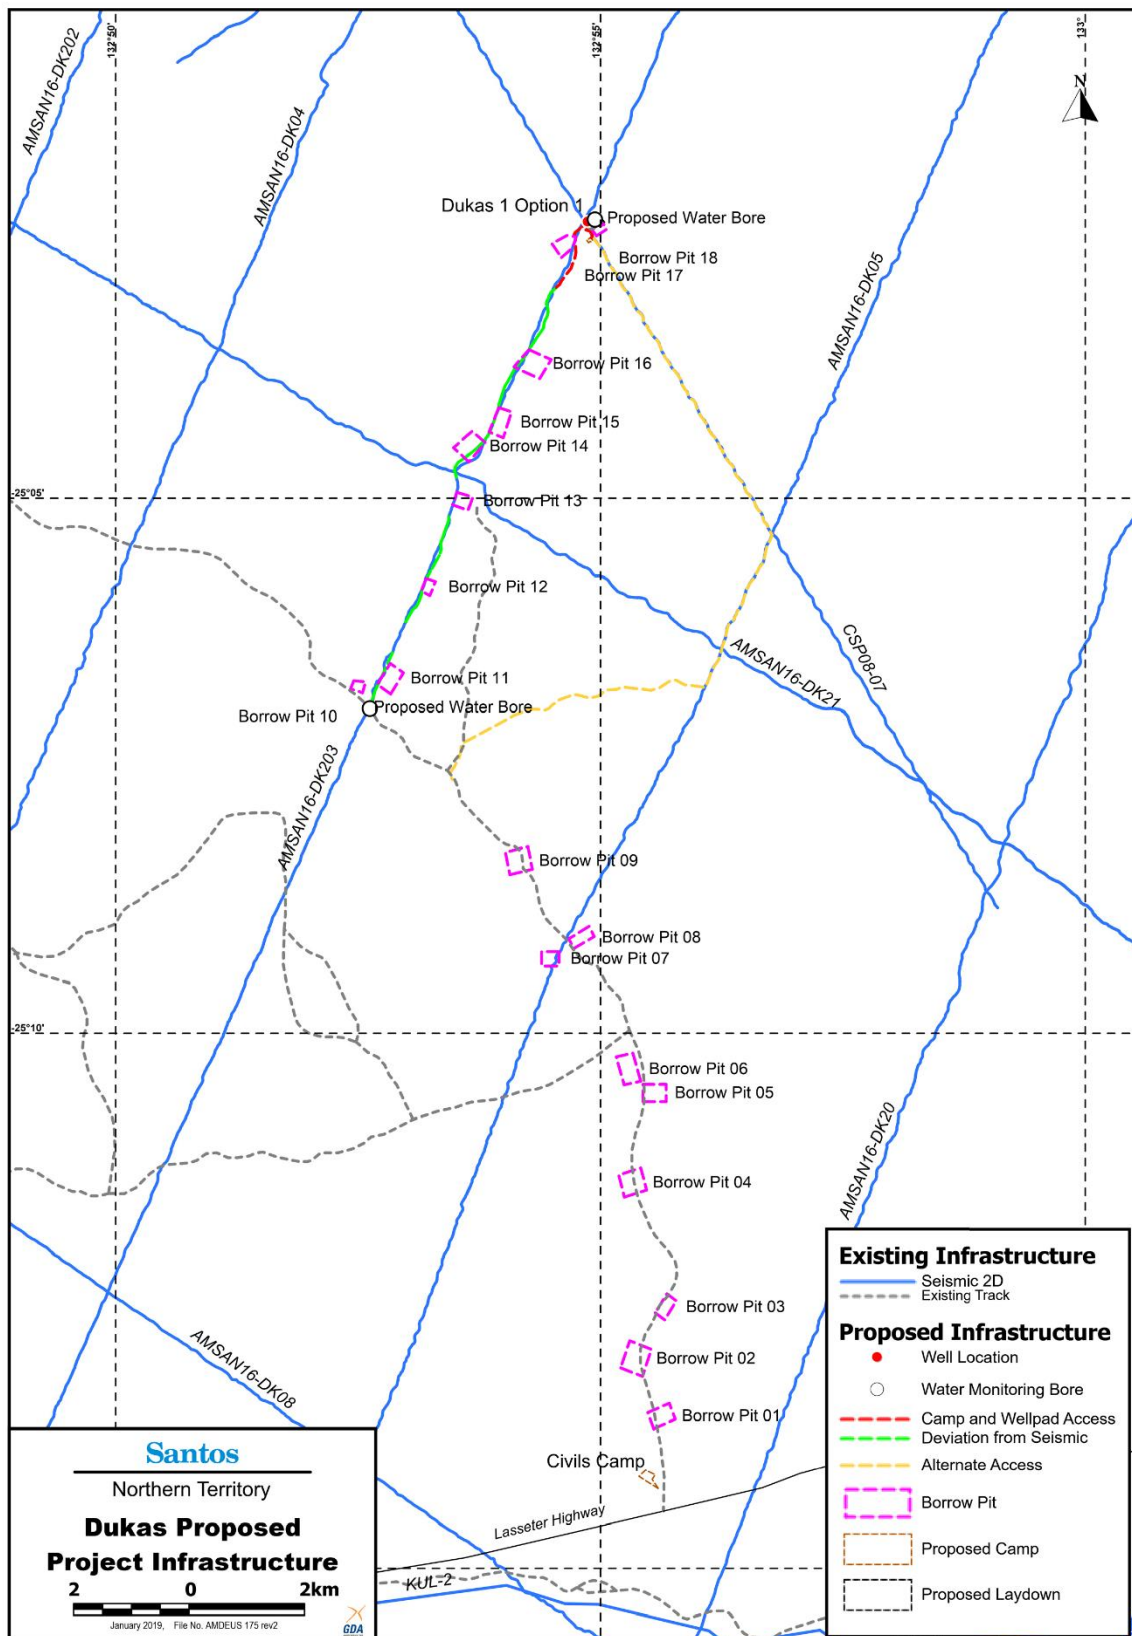 132°50'
132°55'
133°
N
AMSAN16-DK202
AMSAN16-DK04
Dukas 1 Option 1
Proposed Water Bore
Borrow Pit 18
Borrow Pit 17
AMSAN16-DK05
Borrow Pit 16
Borrow Pit 15
Borrow Pit 14
-25°05'
Borrow Pit 13
Borrow Pit 12
CSP08-07
AMSAN16-DK21
Borrow Pit 11
Borrow Pit 10
Proposed Water Bore
AMSAN16-DK203
Borrow Pit 09
Borrow Pit 08
Borrow Pit 07
-25°10'
Borrow Pit 06
Borrow Pit 05
AMSAN16-DK20
Borrow Pit 04
Borrow Pit 03
Borrow Pit 02
AMSAN16-DK08
Borrow Pit 01
Civils Camp
Lasseter Highway
KUL-2
Santos
Northern Territory
Dukas Proposed
Project Infrastructure
2 0 2km
January 2019, File No. AMDEUS 175 rev2
GDA
Existing Infrastructure
Seismic 2D
Existing Track
Proposed Infrastructure
Well Location
Water Monitoring Bore
Camp and Wellpad Access
Deviation from Seismic
Alternate Access
Borrow Pit
Proposed Camp
Proposed Laydown